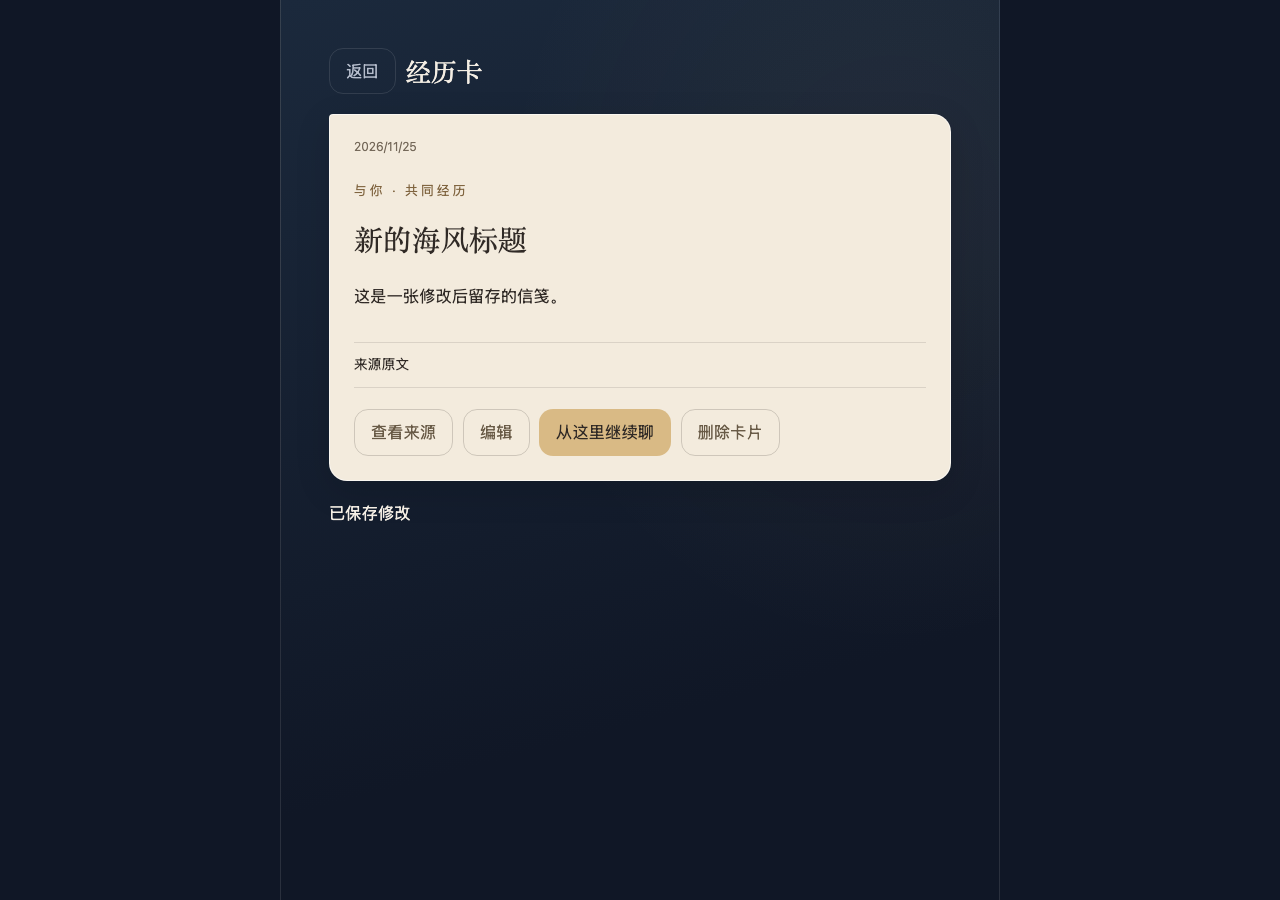 返回 经历卡
2026/11/25
与你 · 共同经历
新的海风标题
这是一张修改后留存的信笺。
来源原文
查看来源 编辑 从这里继续聊 删除卡片
已保存修改